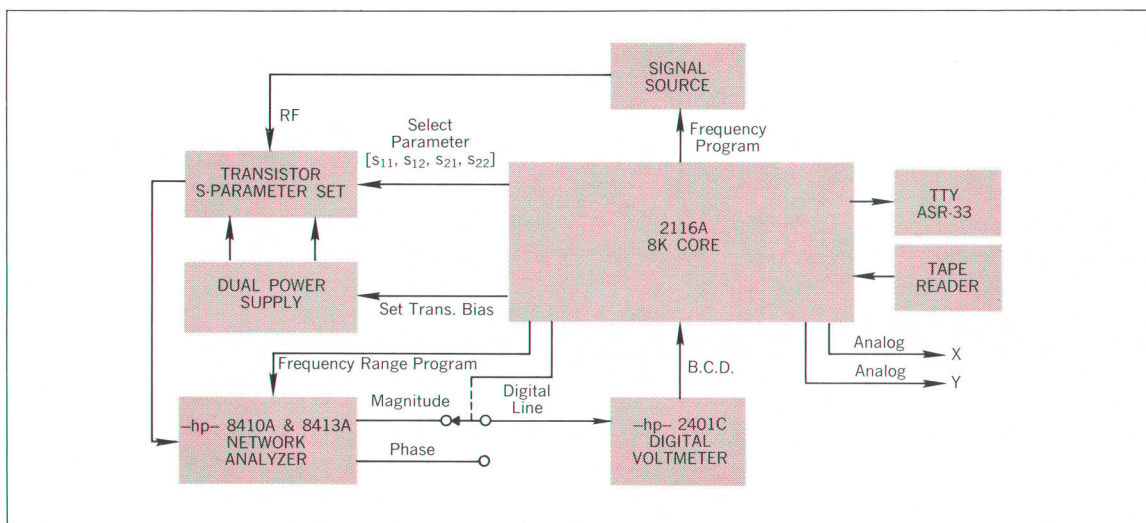 SIGNAL
SOURCE
RF
Select
Parameter
[s11, s12, s21, s22]
Frequency
Program
TRANSISTOR
S-PARAMETER SET
2116A
8K CORE
TTY
ASR-33
TAPE
READER
DUAL POWER
SUPPLY
Set Trans. Bias
Frequency Range Program
Analog
X
Analog
Y
B.C.D.
Magnitude
Digital
Line
–hp– 8410A & 8413A
NETWORK
ANALYZER
Phase
–hp– 2401C
DIGITAL
VOLTMETER